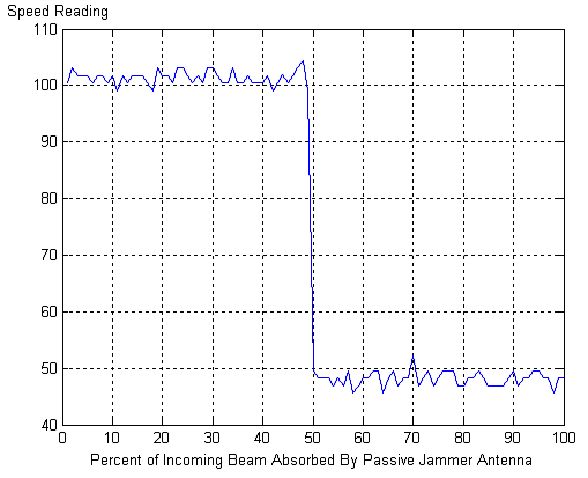 Speed Reading
110
100
90
80
70
60
50
40
0 10 20 30 40 50 60 70 80 90 100
Percent of Incoming Beam Absorbed By Passive Jammer Antenna